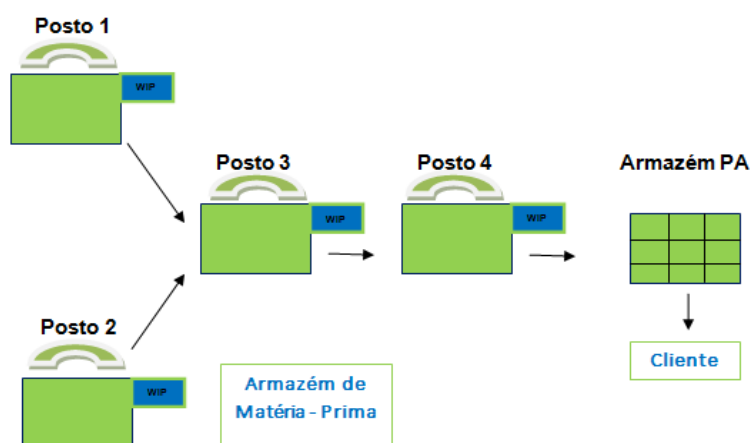 Posto 1
WIP
Posto 3
Posto 4
Armazém PA
WIP
WIP
Posto 2
WIP
Armazém de
Matéria - Prima
Cliente